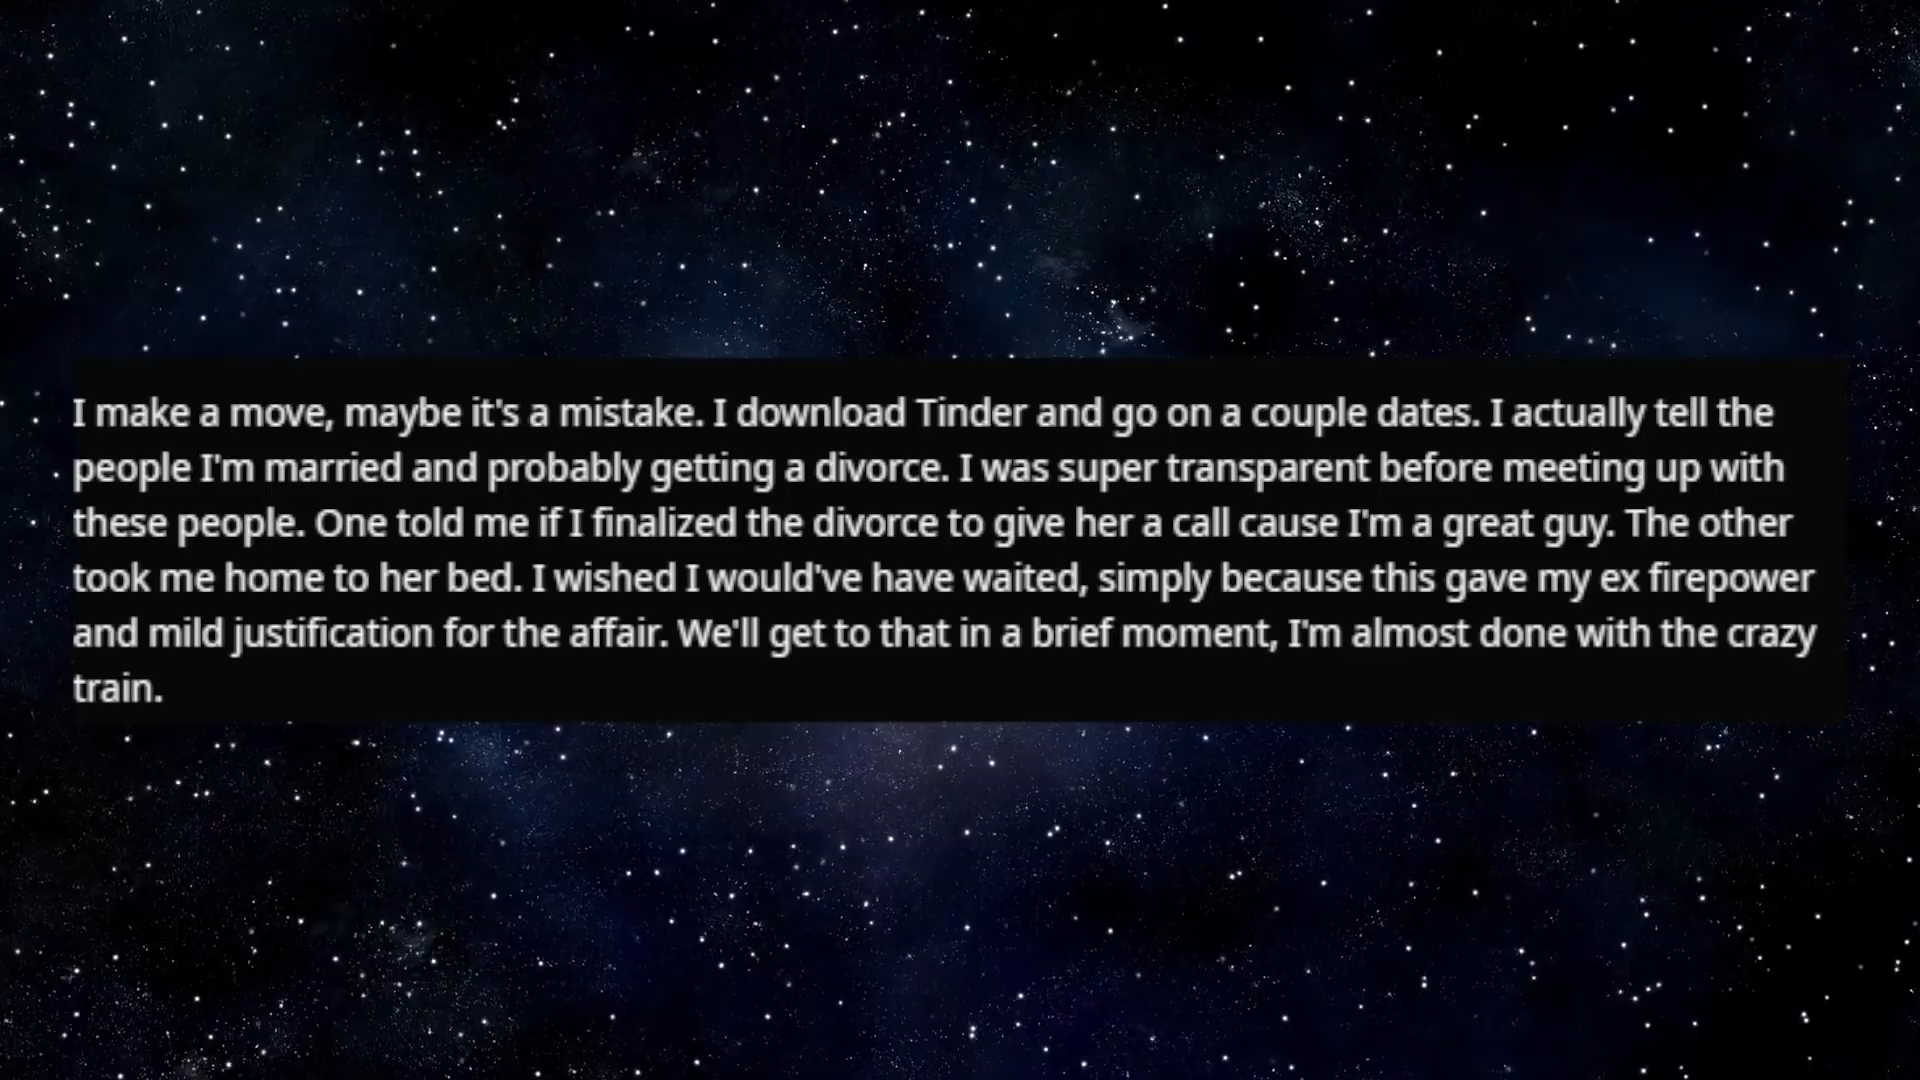 I make a move, maybe it's a mistake. I download Tinder and go on a couple dates. I actually tell the
people I'm married and probably getting a divorce. I was super transparent before meeting up with
these people. One told me if I finalized the divorce to give her a call cause I'm a great guy. The other
took me home to her bed. I wished I would've have waited, simply because this gave my ex firepower
and mild justification for the affair. We'll get to that in a brief moment, I'm almost done with the crazy
train.